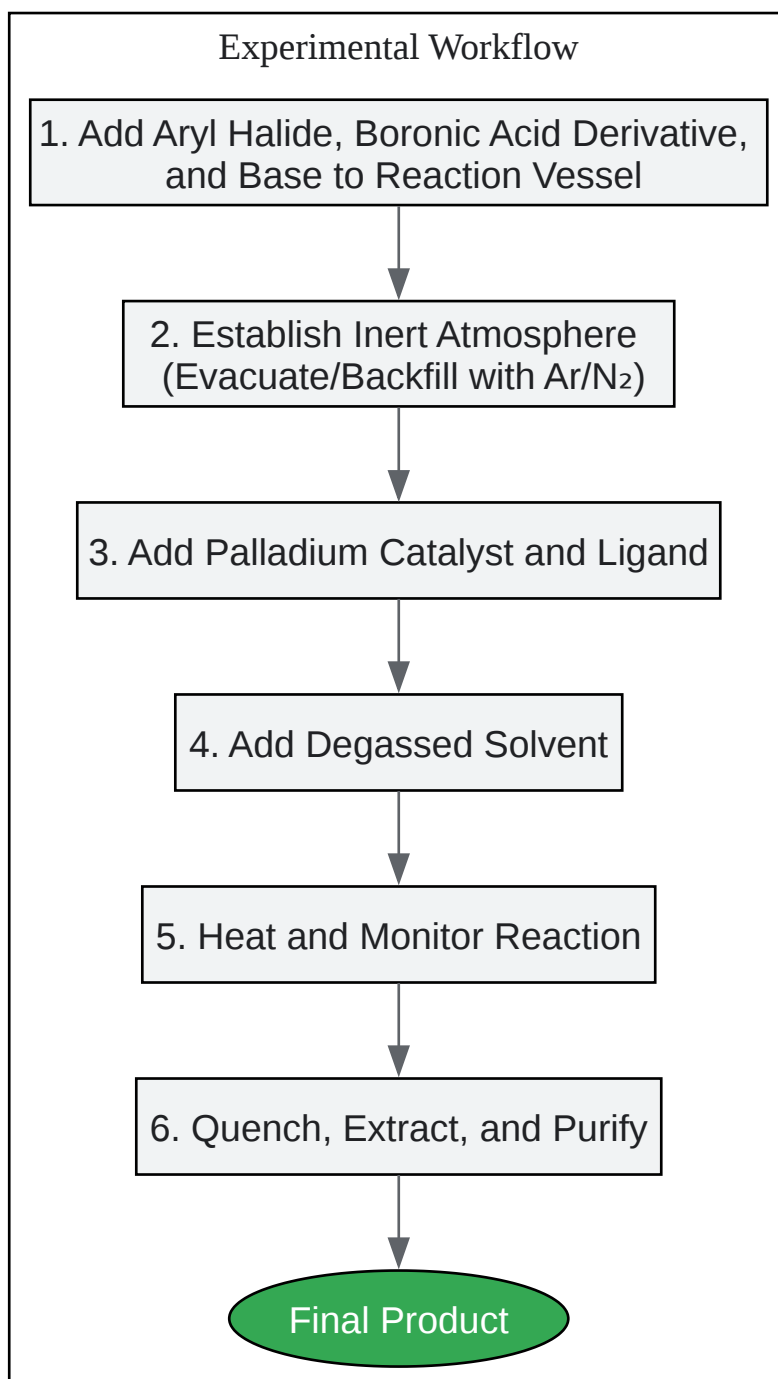 Experimental Workflow
1. Add Aryl Halide, Boronic Acid Derivative,
and Base to Reaction Vessel
2. Establish Inert Atmosphere
(Evacuate/Backfill with Ar/N₂)
3. Add Palladium Catalyst and Ligand
4. Add Degassed Solvent
5. Heat and Monitor Reaction
6. Quench, Extract, and Purify
Final Product